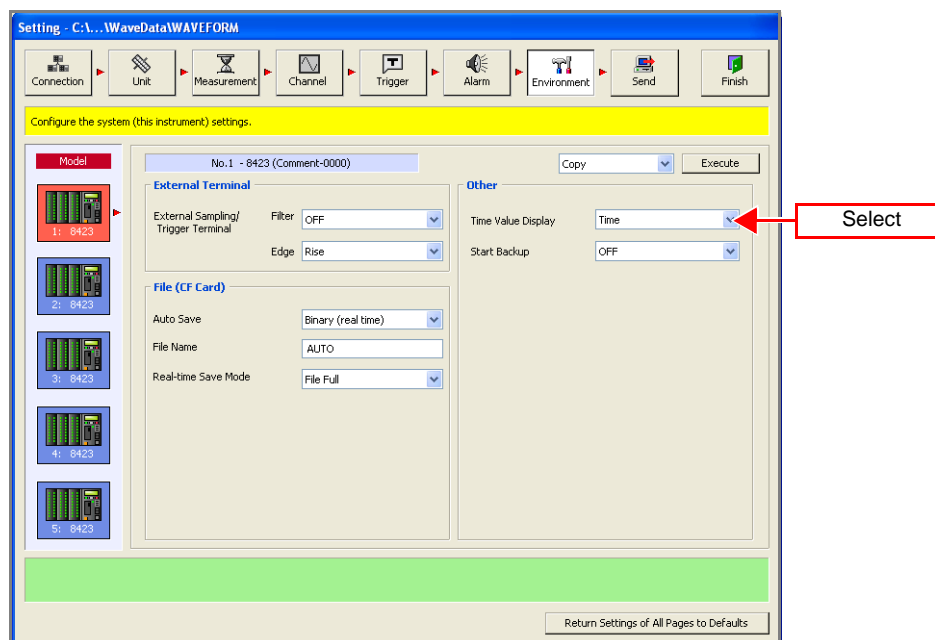 Setting - C:\...\WaveData\WAVEFORM
Connection
Unit
Measurement
Channel
Trigger
Alarm
Environment
Send
Finish
Configure the system (this instrument) settings.
Model
1: 8423
2: 8423
3: 8423
4: 8423
5: 8423
No.1 - 8423 (Comment-0000)
Copy
Execute
External Terminal
External Sampling/
Trigger Terminal
Filter
OFF
Edge
Rise
File (CF Card)
Auto Save
Binary (real time)
File Name
AUTO
Real-time Save Mode
File Full
Other
Time Value Display
Time
Start Backup
OFF
Select
Return Settings of All Pages to Defaults